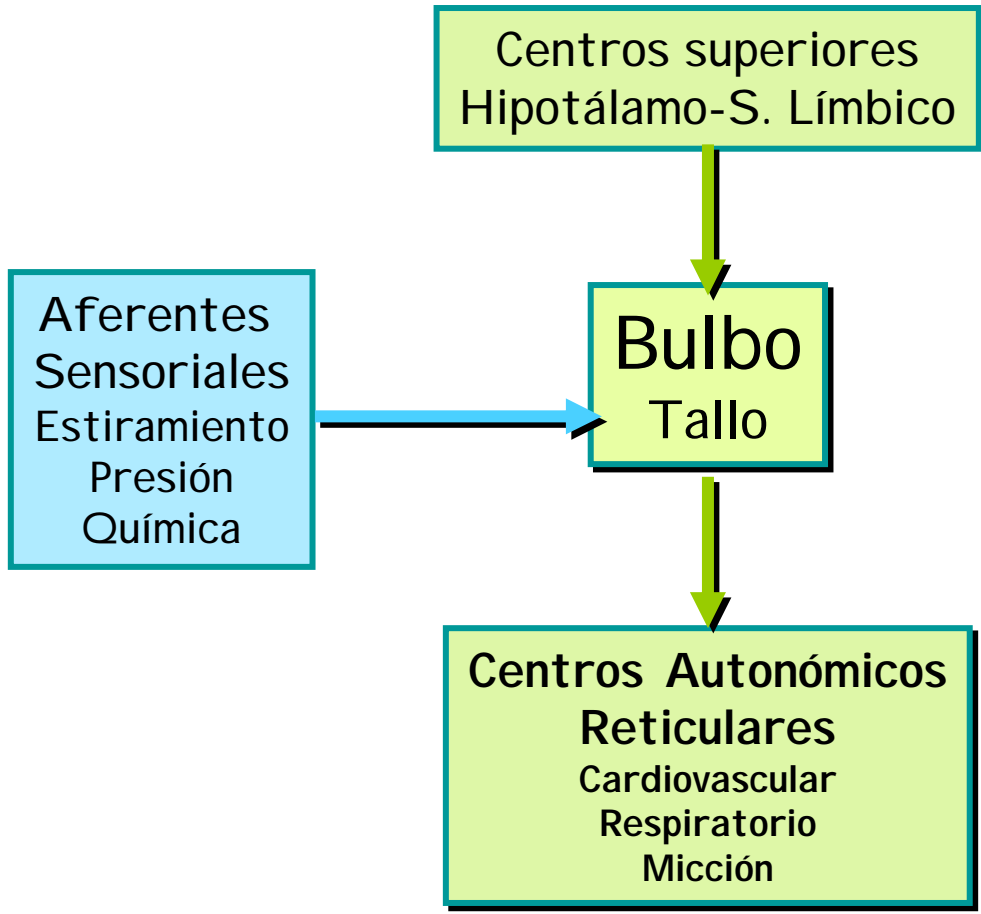 Centros superiores
Hipotálamo-S. Límbico
Aferentes
Sensoriales
Estiramiento
Presión
Química
Bulbo
Tallo
Centros Autonómicos
Reticulares
Cardiovascular
Respiratorio
Micción